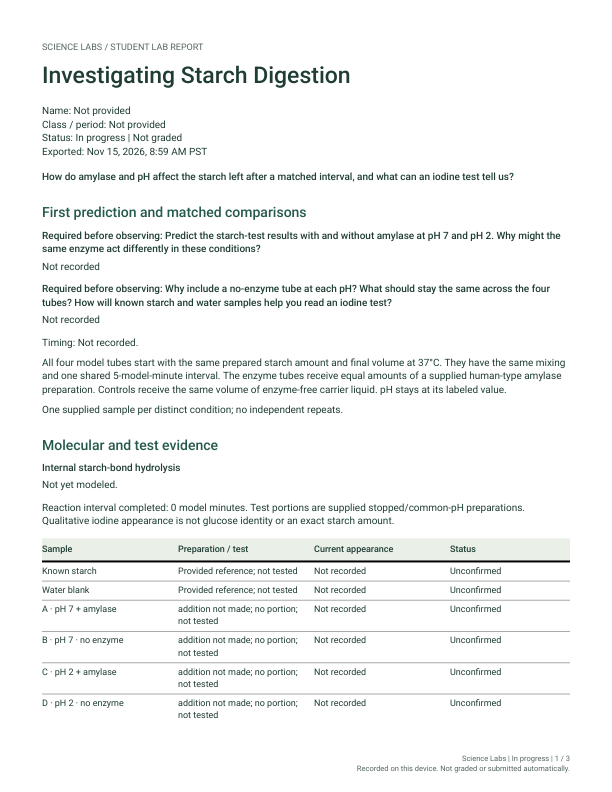 SCIENCE LABS / STUDENT LAB REPORT
Investigating Starch Digestion
Name: Not provided
Class / period: Not provided
Status: In progress | Not graded
Exported: Nov 15, 2026, 8:59 AM PST
How do amylase and pH affect the starch left after a matched interval, and what can an iodine test tell us?
First prediction and matched comparisons
Required before observing: Predict the starch-test results with and without amylase at pH 7 and pH 2. Why might the
same enzyme act differently in these conditions?
Not recorded
Required before observing: Why include a no-enzyme tube at each pH? What should stay the same across the four
tubes? How will known starch and water samples help you read an iodine test?
Not recorded
Timing: Not recorded.
All four model tubes start with the same prepared starch amount and final volume at 37°C. They have the same mixing
and one shared 5-model-minute interval. The enzyme tubes receive equal amounts of a supplied human-type amylase
preparation. Controls receive the same volume of enzyme-free carrier liquid. pH stays at its labeled value.
One supplied sample per distinct condition; no independent repeats.
Molecular and test evidence
Internal starch-bond hydrolysis
Not yet modeled.
Reaction interval completed: 0 model minutes. Test portions are supplied stopped/common-pH preparations.
Qualitative iodine appearance is not glucose identity or an exact starch amount.
Sample Preparation / test Current appearance Status
Known starch Provided reference; not tested Not recorded Unconfirmed
Water blank Provided reference; not tested Not recorded Unconfirmed
A · pH 7 + amylase addition not made; no portion; Not recorded Unconfirmed
not tested
B · pH 7 · no enzyme addition not made; no portion; Not recorded Unconfirmed
not tested
C · pH 2 + amylase addition not made; no portion; Not recorded Unconfirmed
not tested
D · pH 2 · no enzyme addition not made; no portion; Not recorded Unconfirmed
not tested
Science Labs | In progress | 1 / 3
Recorded on this device. Not graded or submitted automatically.